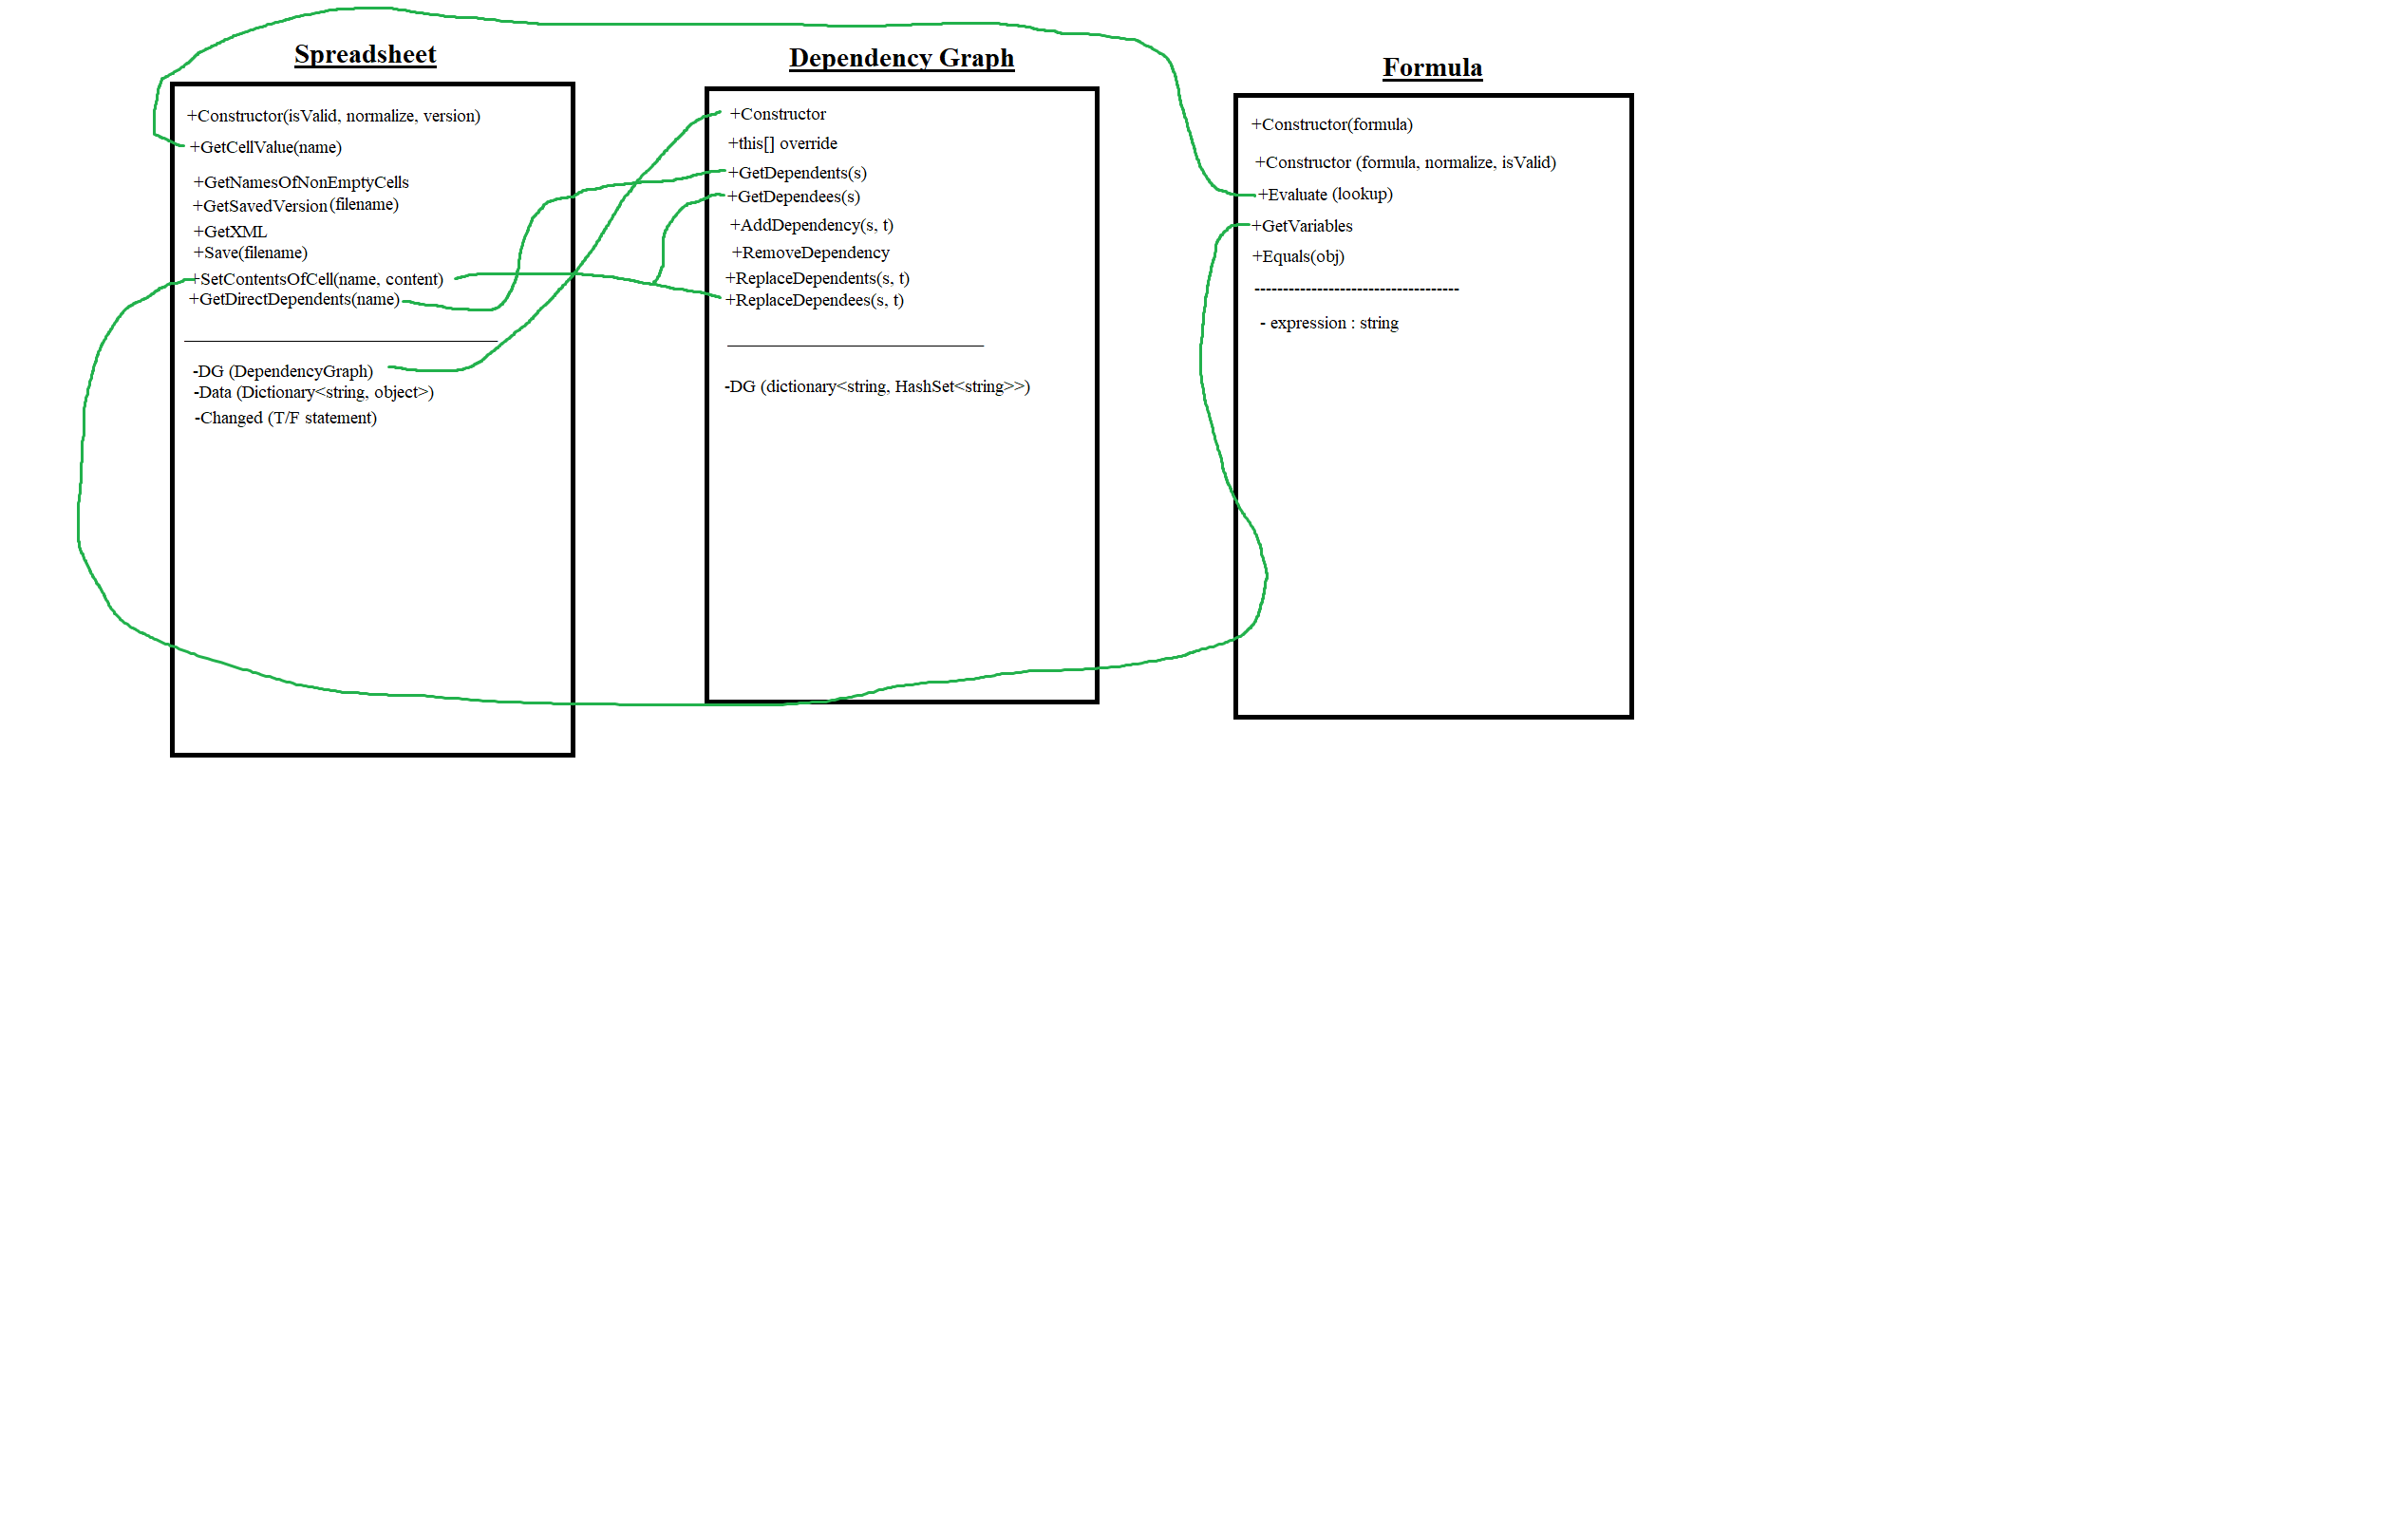 Spreadsheet
+Constructor(isValid, normalize, version)
+GetCellValue(name)
+GetNamesOfNonEmptyCells
+GetSavedVersion(filename)
+GetXML
+Save(filename)
+SetContentsOfCell(name, content)
+GetDirectDependents(name)
-DG (DependencyGraph)
-Data (Dictionary<string, object>)
-Changed (T/F statement)
Dependency Graph
+Constructor
+this[] override
+GetDependents(s)
+GetDependees(s)
+AddDependency(s, t)
+RemoveDependency
+ReplaceDependents(s, t)
+ReplaceDependees(s, t)
-DG (dictionary<string, HashSet<string>>)
Formula
+Constructor(formula)
+Constructor (formula, normalize, isValid)
+Evaluate (lookup)
+GetVariables
+Equals(obj)
------------------------------------
- expression : string